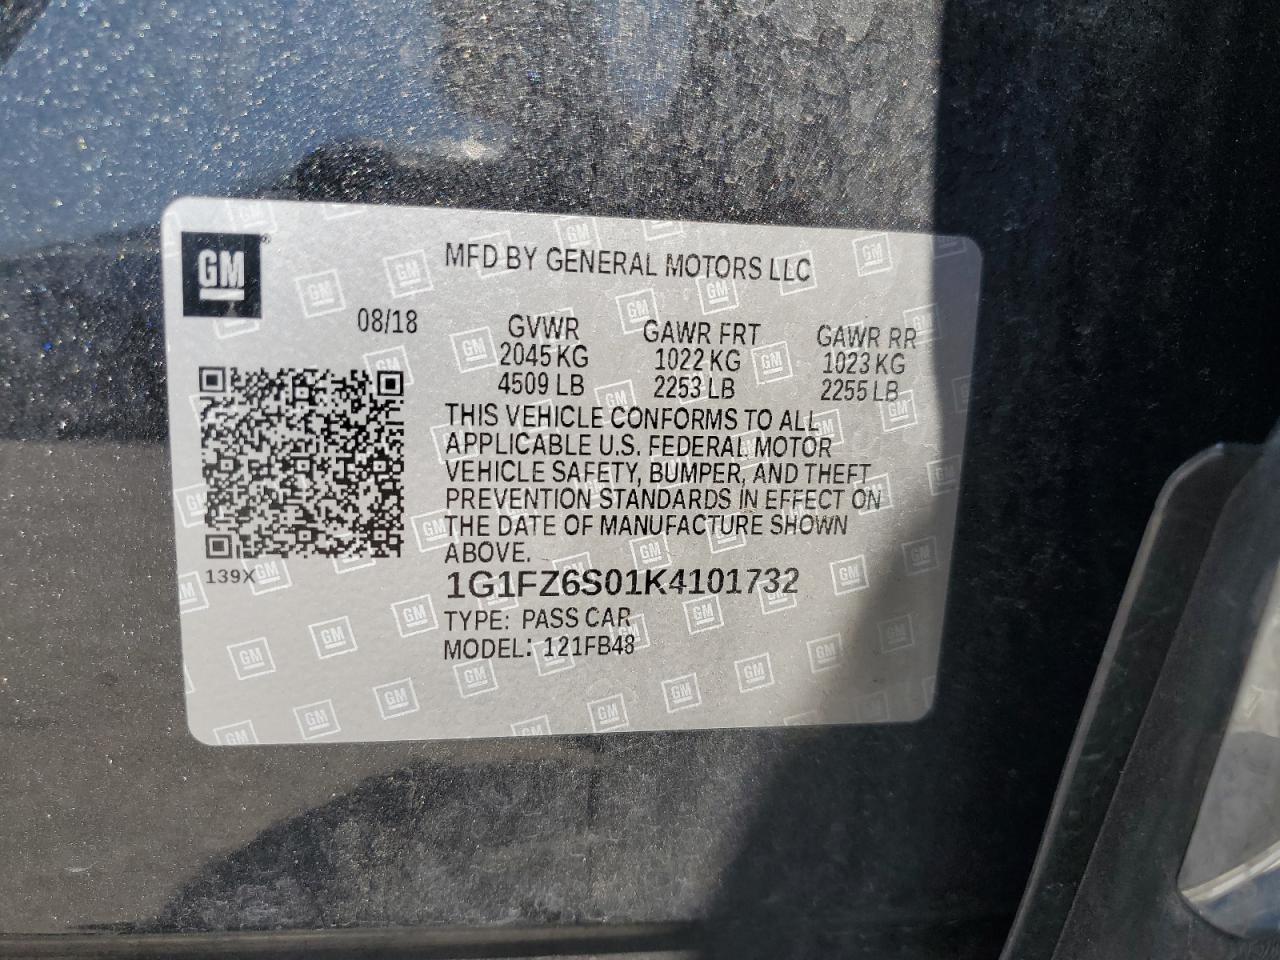 GM
MFD BY GENERAL MOTORS LLC
08/18
GVWR GAWR FRT GAWR RR
2045 KG 1022 KG 1023 KG
4509 LB 2253 LB 2255 LB
THIS VEHICLE CONFORMS TO ALL
APPLICABLE U.S. FEDERAL MOTOR
VEHICLE SAFETY, BUMPER, AND THEFT
PREVENTION STANDARDS IN EFFECT ON
THE DATE OF MANUFACTURE SHOWN
ABOVE.
139X
1G1FZ6S01K4101732
TYPE: PASS CAR
MODEL: 121FB48